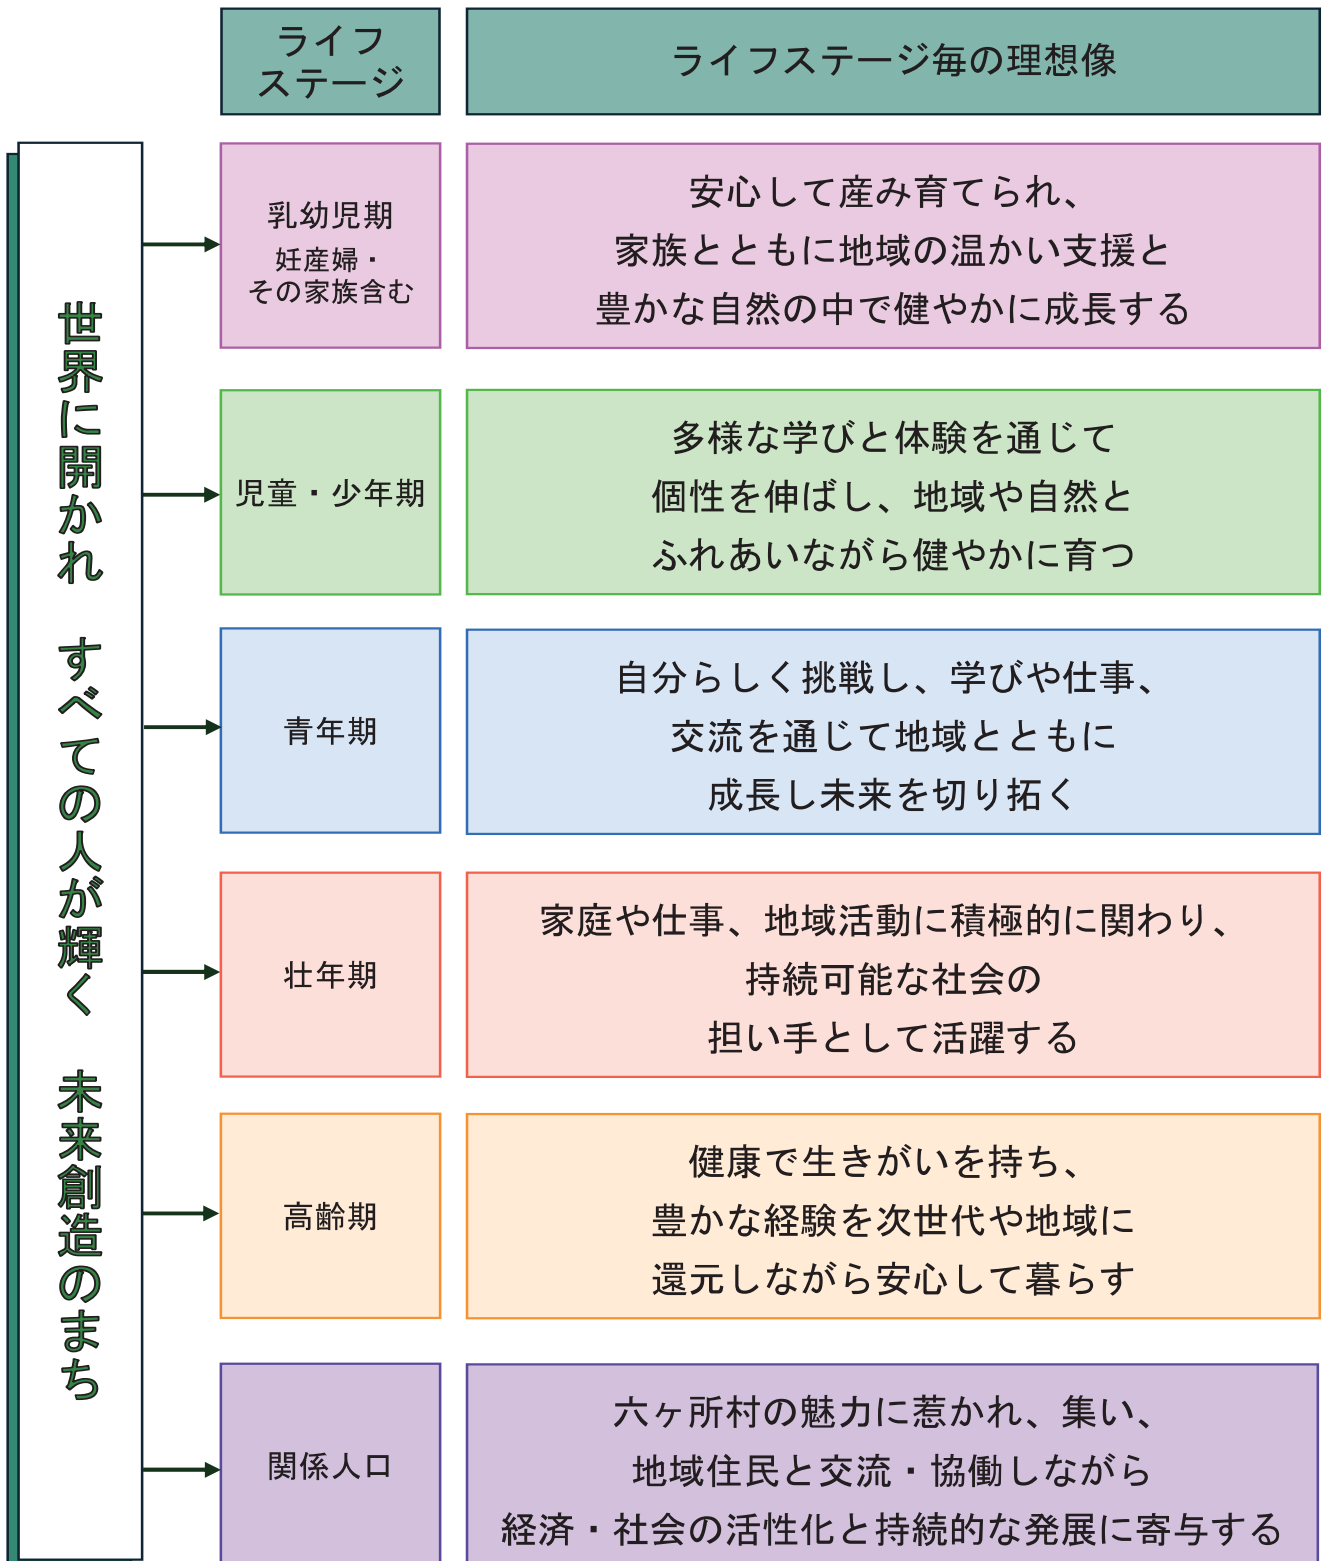 ライフ
ステージ
ライフステージ毎の理想像
世界に開かれ　すべての人が輝く　未来創造のまち
乳幼児期
妊産婦・
その家族含む
安心して産み育てられ、
家族とともに地域の温かい支援と
豊かな自然の中で健やかに成長する
児童・少年期
多様な学びと体験を通じて
個性を伸ばし、地域や自然と
ふれあいながら健やかに育つ
青年期
自分らしく挑戦し、学びや仕事、
交流を通じて地域とともに
成長し未来を切り拓く
壮年期
家庭や仕事、地域活動に積極的に関わり、
持続可能な社会の
担い手として活躍する
高齢期
健康で生きがいを持ち、
豊かな経験を次世代や地域に
還元しながら安心して暮らす
関係人口
六ヶ所村の魅力に惹かれ、集い、
地域住民と交流・協働しながら
経済・社会の活性化と持続的な発展に寄与する